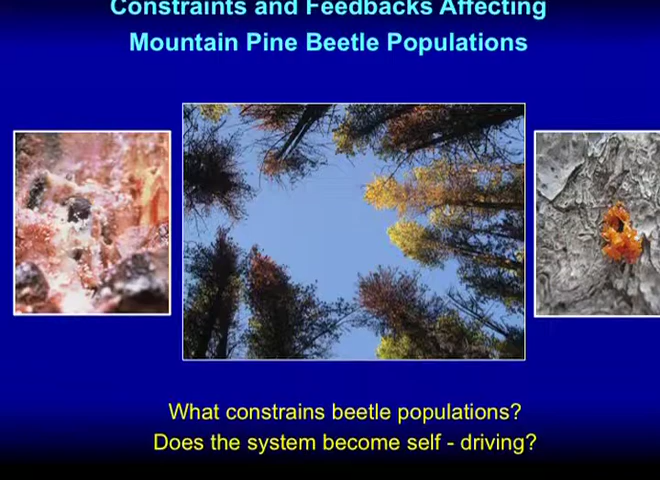 Constraints and Feedbacks Affecting
Mountain Pine Beetle Populations
What constrains beetle populations?
Does the system become self - driving?